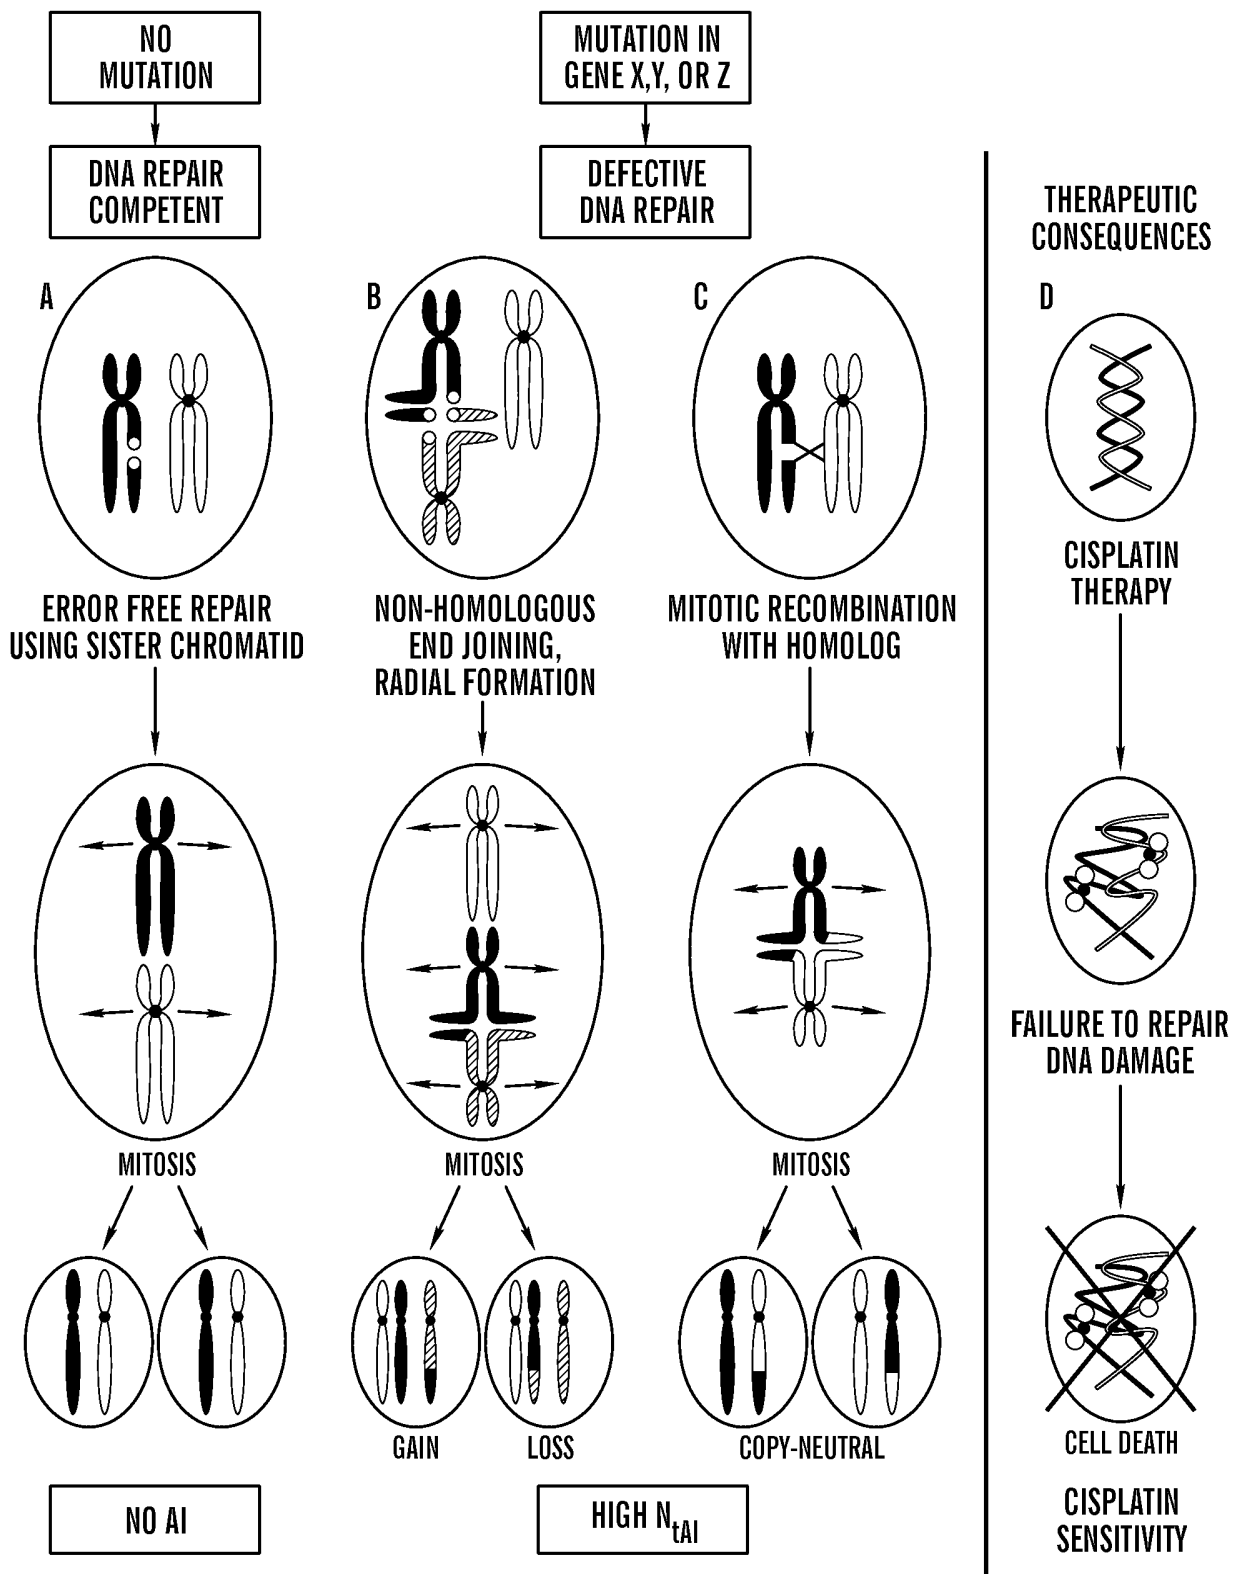 NO
MUTATION
DNA REPAIR
COMPETENT
MUTATION IN
GENE X,Y, OR Z
DEFECTIVE
DNA REPAIR
THERAPEUTIC
CONSEQUENCES
A
B
C
D
ERROR FREE REPAIR
USING SISTER CHROMATID
NON-HOMOLOGOUS
END JOINING,
RADIAL FORMATION
MITOTIC RECOMBINATION
WITH HOMOLOG
CISPLATIN
THERAPY
FAILURE TO REPAIR
DNA DAMAGE
MITOSIS
MITOSIS
MITOSIS
GAIN
LOSS
COPY-NEUTRAL
CELL DEATH
NO AI
HIGH NtAI
CISPLATIN
SENSITIVITY